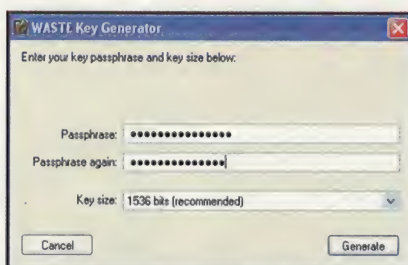 WASTE Key Generator
Enter your key passphrase and key size below:
Passphrase: ●●●●●●●●●●●●●●●
Passphrase again: ●●●●●●●●●●●●●●
Key size: 1536 bits (recommended)
Cancel Generate